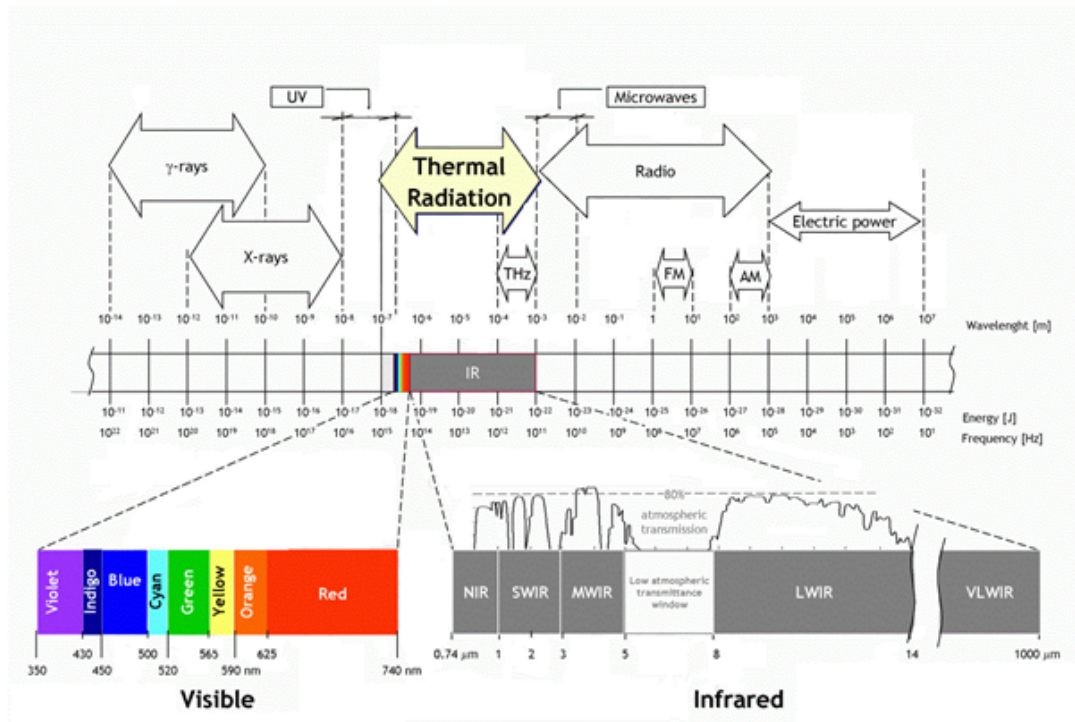 UV
Microwaves
γ-rays
Thermal
Radiation
Radio
Electric power
X-rays
THz
FM
AM
10-14 10-13 10-12 10-11 10-10 10-9 10-8 10-7 10-6 10-5 10-4 10-3 10-2 10-1 1 101 102 103 104 105 106 107
Wavelenght [m]
IR
10-11 10-12 10-13 10-14 10-15 10-16 10-17 10-18 10-19 10-20 10-21 10-22 10-23 10-24 10-25 10-26 10-27 10-28 10-29 10-30 10-31 10-32
Energy [J]
1022 1021 1020 1019 1018 1017 1016 1015 1014 1013 1012 1011 1010 109 108 107 106 105 104 103 102 101
Frequency [Hz]
80%
atmospheric
transmission
Violet
Indigo
Blue
Cyan
Green
Yellow
Orange
Red
NIR
SWIR
MWIR
Low atmospheric
transmittance
window
LWIR
VLWIR
430 500 565 625
350 450 520 590 nm 740 nm
0.74 μm 1 2 3 5 8 14 1000 μm
Visible
Infrared